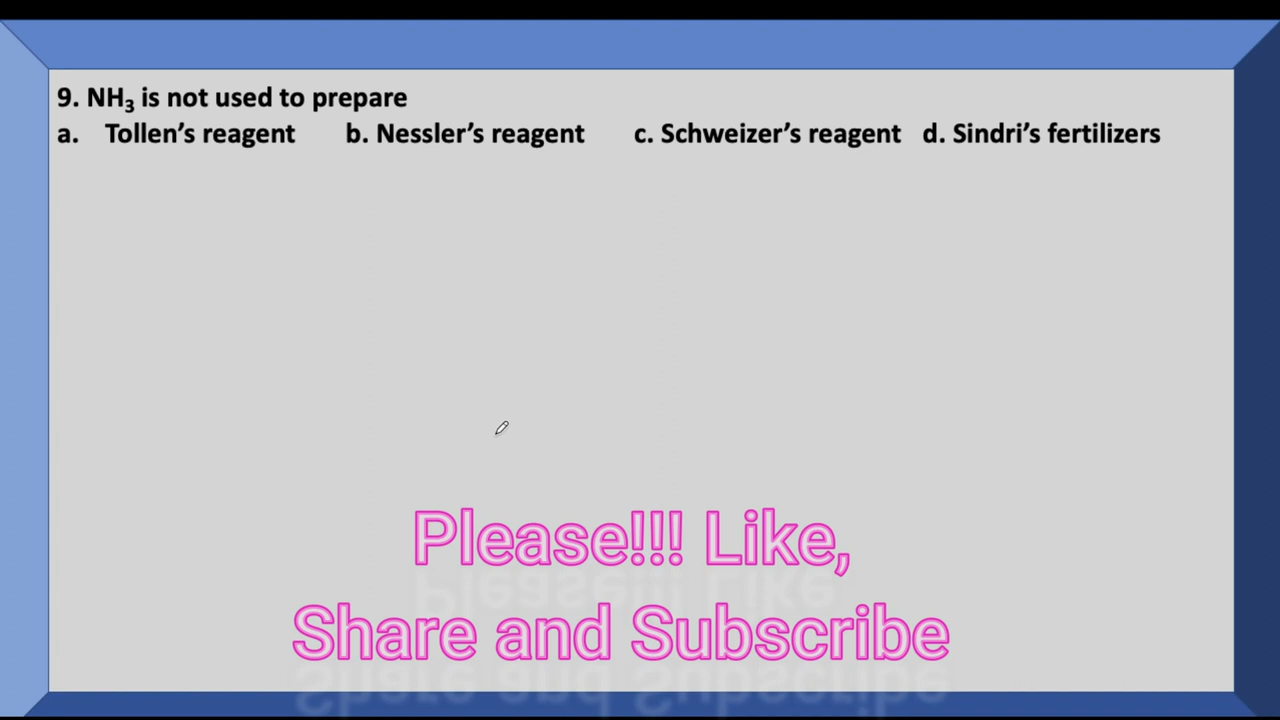 9. NH₃ is not used to prepare
a. Tollen’s reagent b. Nessler’s reagent c. Schweizer’s reagent d. Sindri’s fertilizers
Please!!! Like,
Share and Subscribe